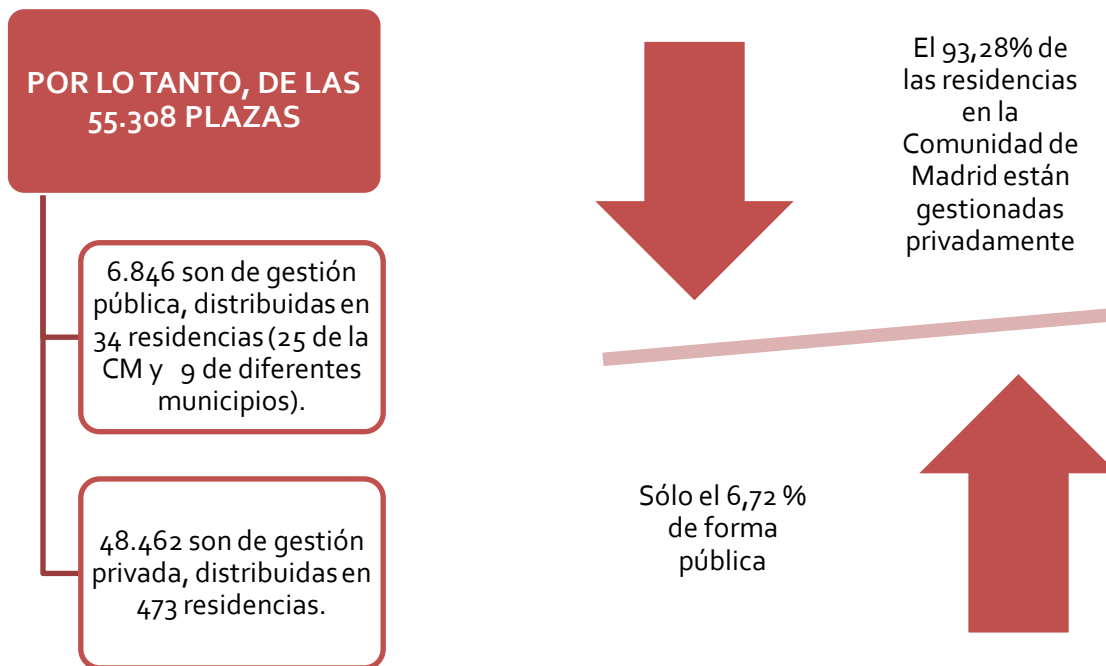 POR LO TANTO, DE LAS
55.308 PLAZAS
6.846 son de gestión
pública, distribuidas en
34 residencias (25 de la
CM y 9 de diferentes
municipios).
48.462 son de gestión
privada, distribuidas en
473 residencias.
El 93,28% de
las residencias
en la
Comunidad de
Madrid están
gestionadas
privadamente
Sólo el 6,72 %
de forma
pública